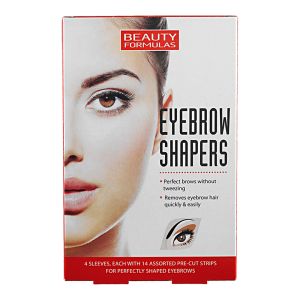 BEAUTY
FORMULAS
EYEBROW
SHAPERS
• Perfect brows without
tweezing
• Removes eyebrow hair
quickly & easily
4 SLEEVES, EACH WITH 14 ASSORTED PRE-CUT STRIPS
FOR PERFECTLY SHAPED EYEBROWS